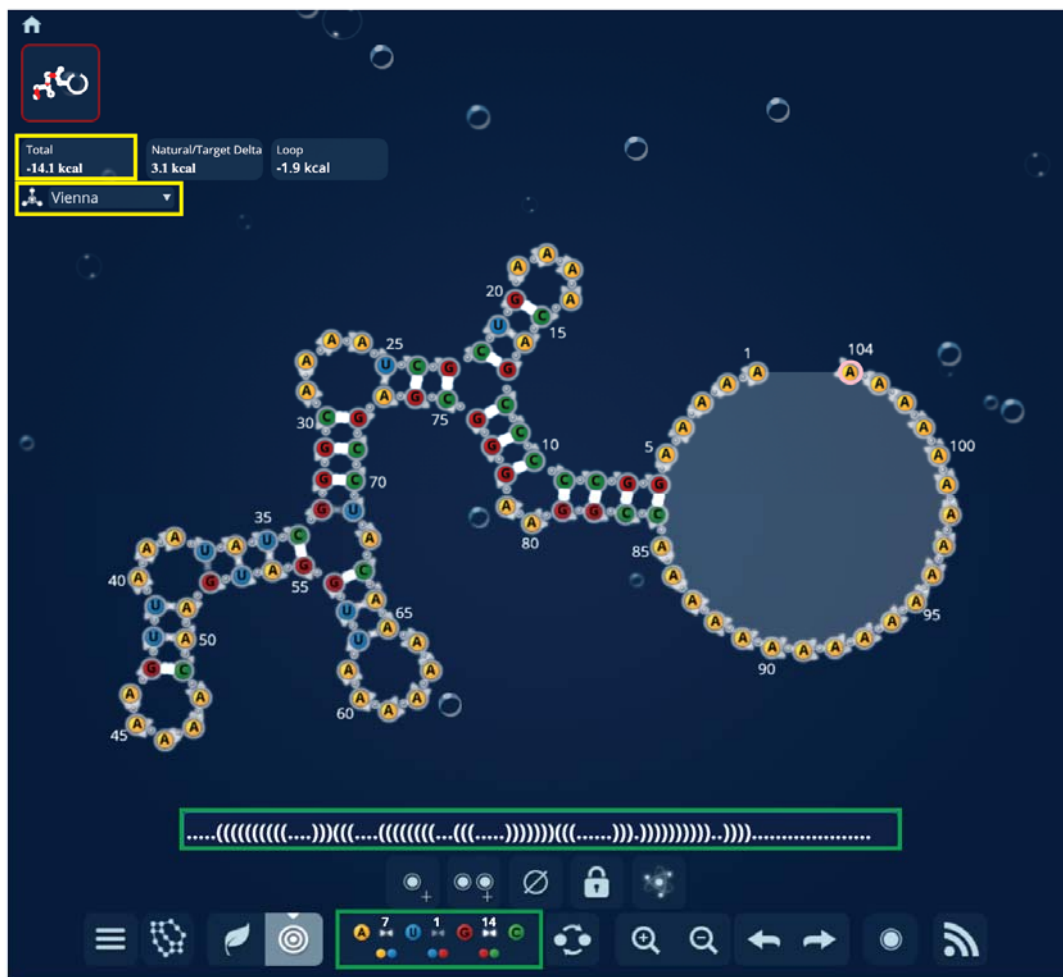 Total Natural/Target Delta Loop
-14.1 kcal 3.1 kcal -1.9 kcal
Vienna
A A A
20 G A
U C 15
A A A 25 C A 1 104
A U C G G A A A A
A A G C C A A A
30 C G 75 G C A A
G C G C 10 5 A 100 A
G C 70 G C C C G G A
35 G U A A G G C C A
A A U A U C A 80 85 A A
40 A G U A 55 G G C A A
U A U A 65 A A 95
U A 50 U A A A A A A A A
G C A A 90
A A 60 A A A
45 A A A A
.....((((((((((....)))(((....((((((((...(((.....)))))))(((......))).))))))))))..))))....................
7 1 14
A U G C